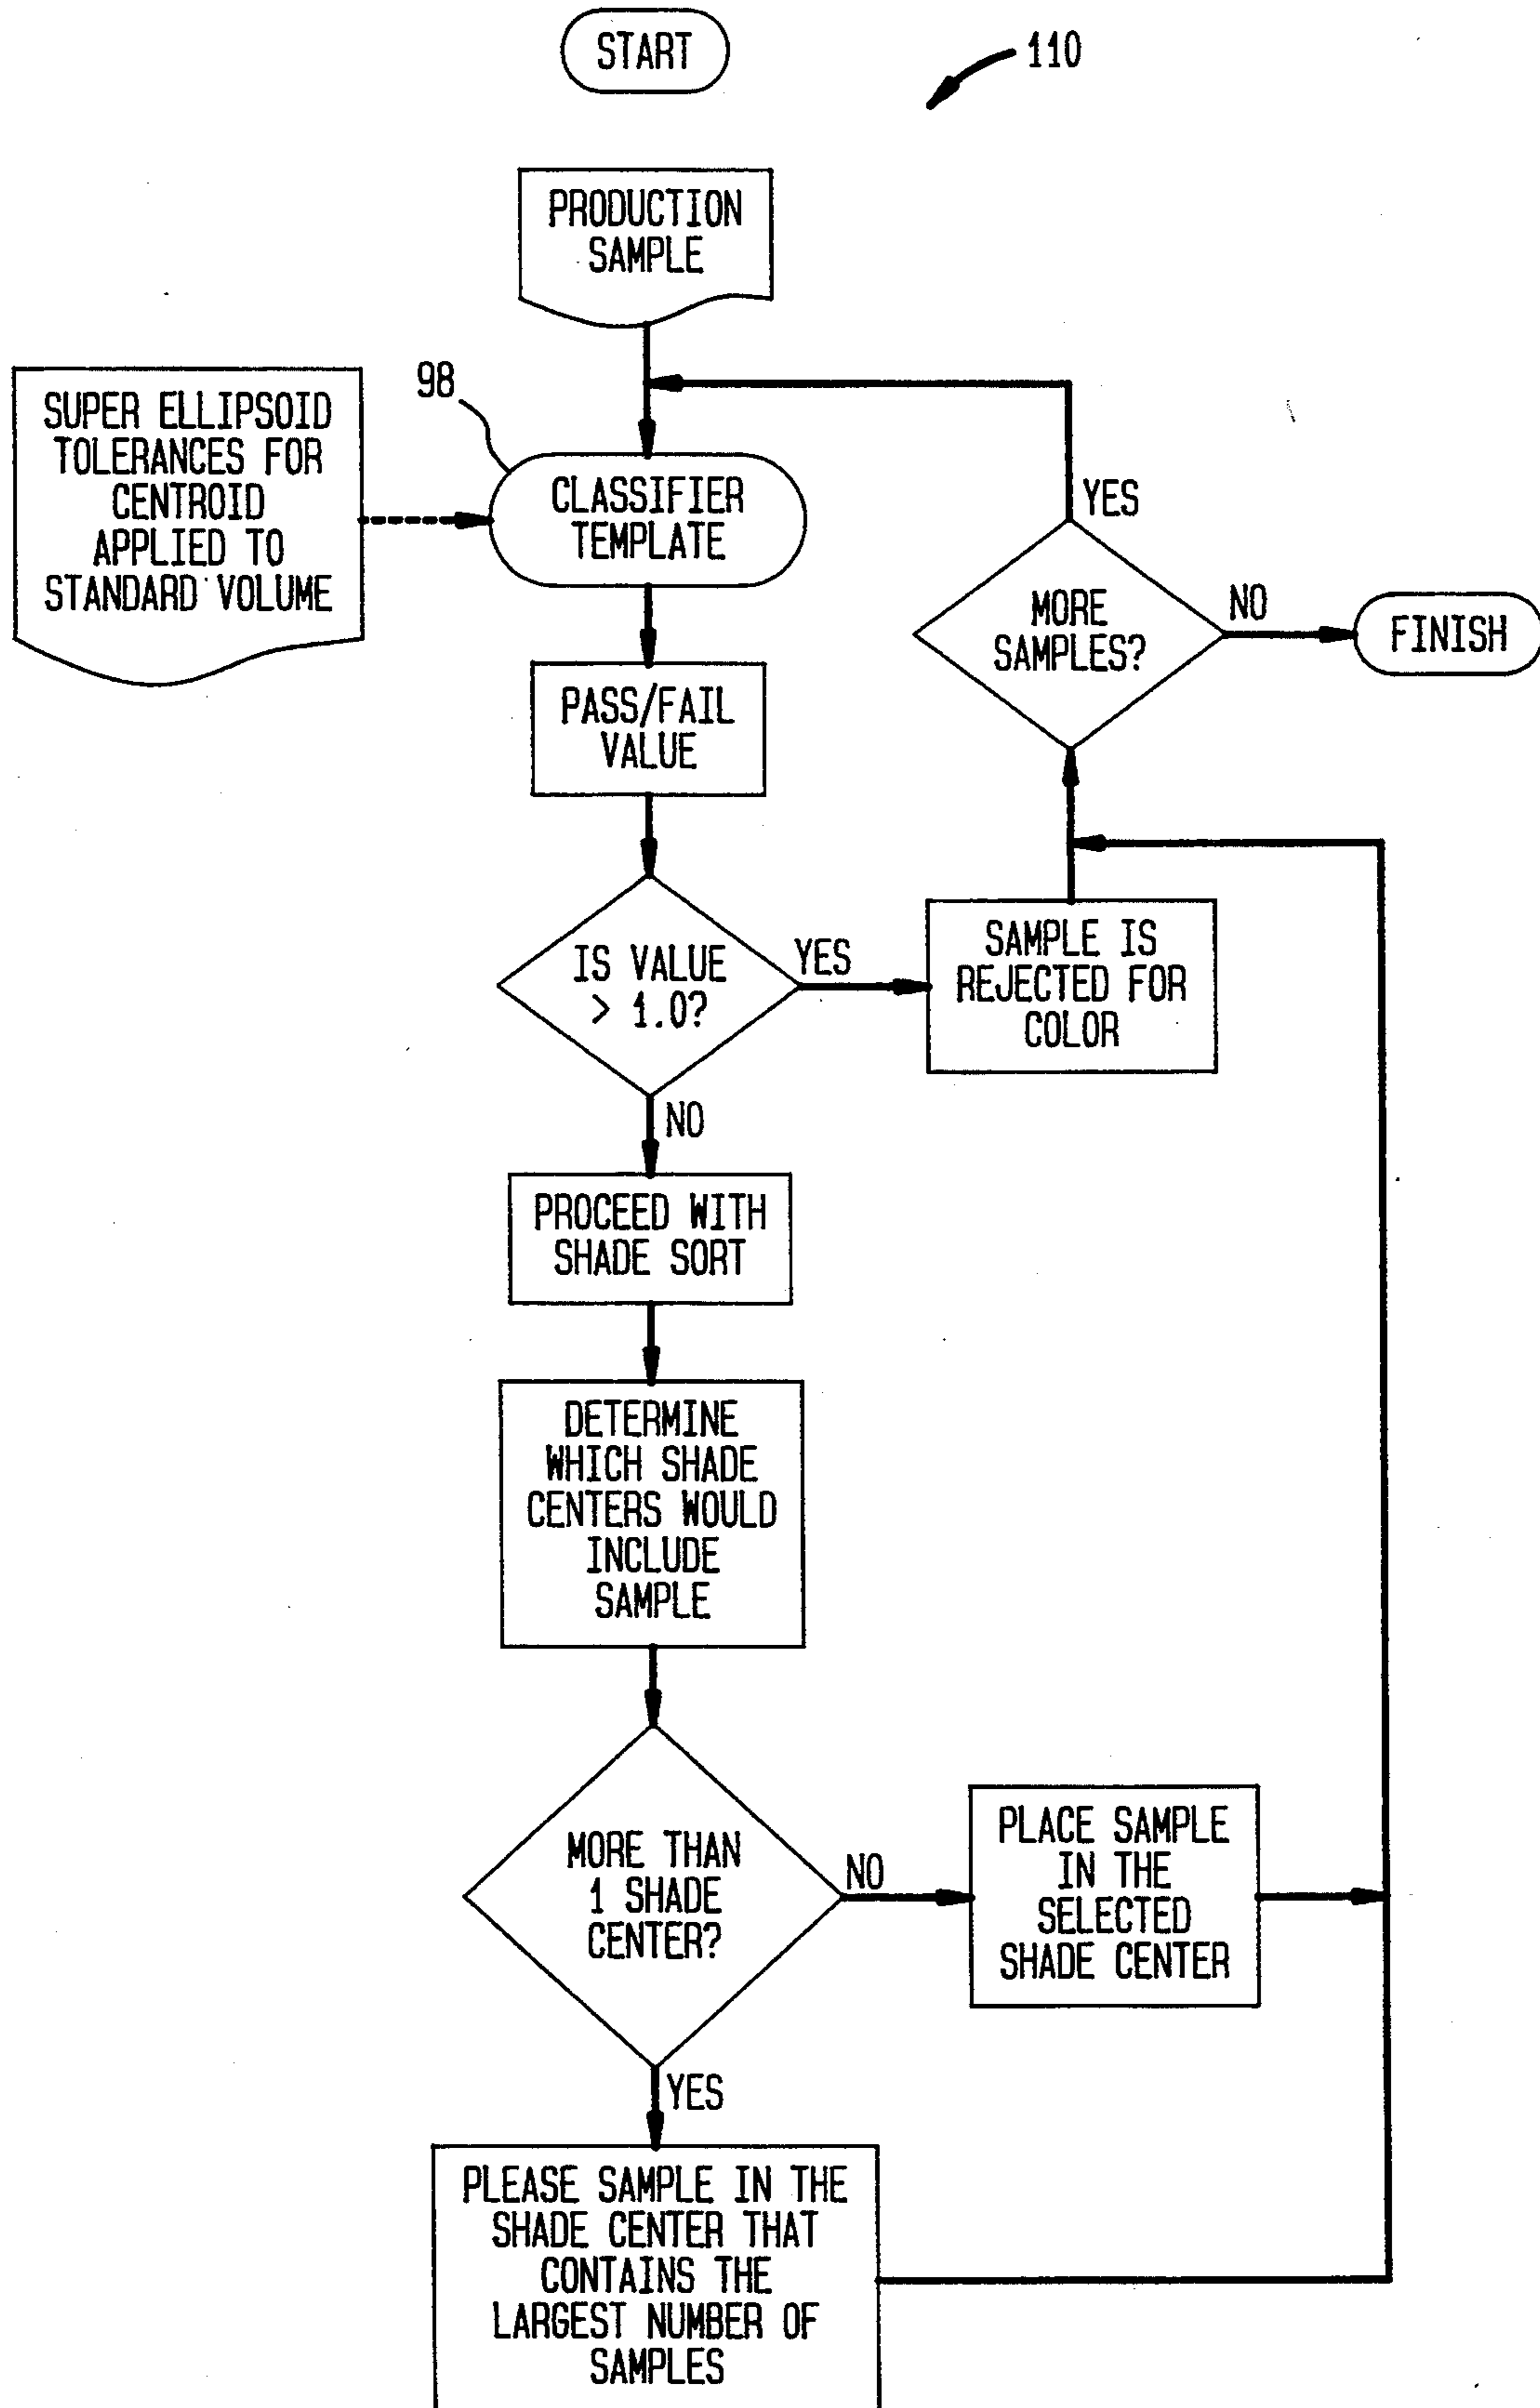 START
110
PRODUCTION
SAMPLE
SUPER ELLIPSOID
TOLERANCES FOR
CENTROID
APPLIED TO
STANDARD VOLUME
98
CLASSIFIER
TEMPLATE
YES
MORE
SAMPLES?
NO
FINISH
PASS/FAIL
VALUE
IS VALUE
> 1.0?
YES
SAMPLE IS
REJECTED FOR
COLOR
NO
PROCEED WITH
SHADE SORT
DETERMINE
WHICH SHADE
CENTERS WOULD
INCLUDE
SAMPLE
MORE THAN
1 SHADE
CENTER?
NO
PLACE SAMPLE
IN THE
SELECTED
SHADE CENTER
YES
PLEASE SAMPLE IN THE
SHADE CENTER THAT
CONTAINS THE
LARGEST NUMBER OF
SAMPLES